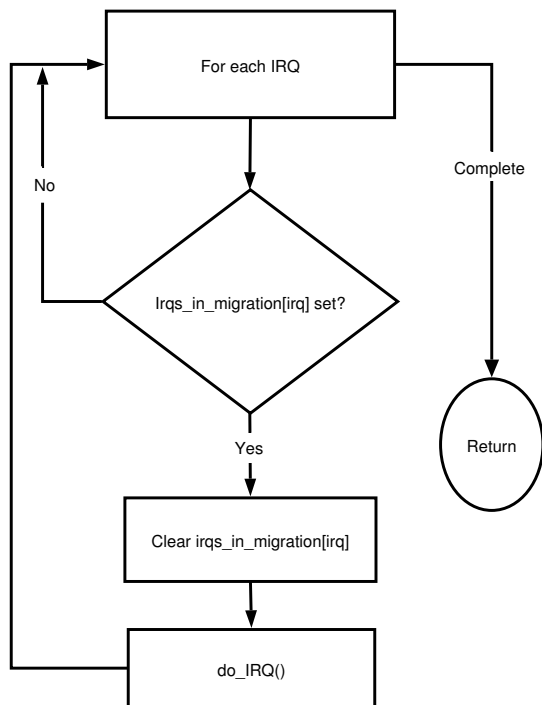 For each IRQ
No
Complete
Irqs_in_migration[irq] set?
Yes
Return
Clear irqs_in_migration[irq]
do_IRQ()